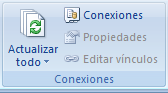 Actualizar
todo
Conexiones
Propiedades
Editar vínculos
Conexiones